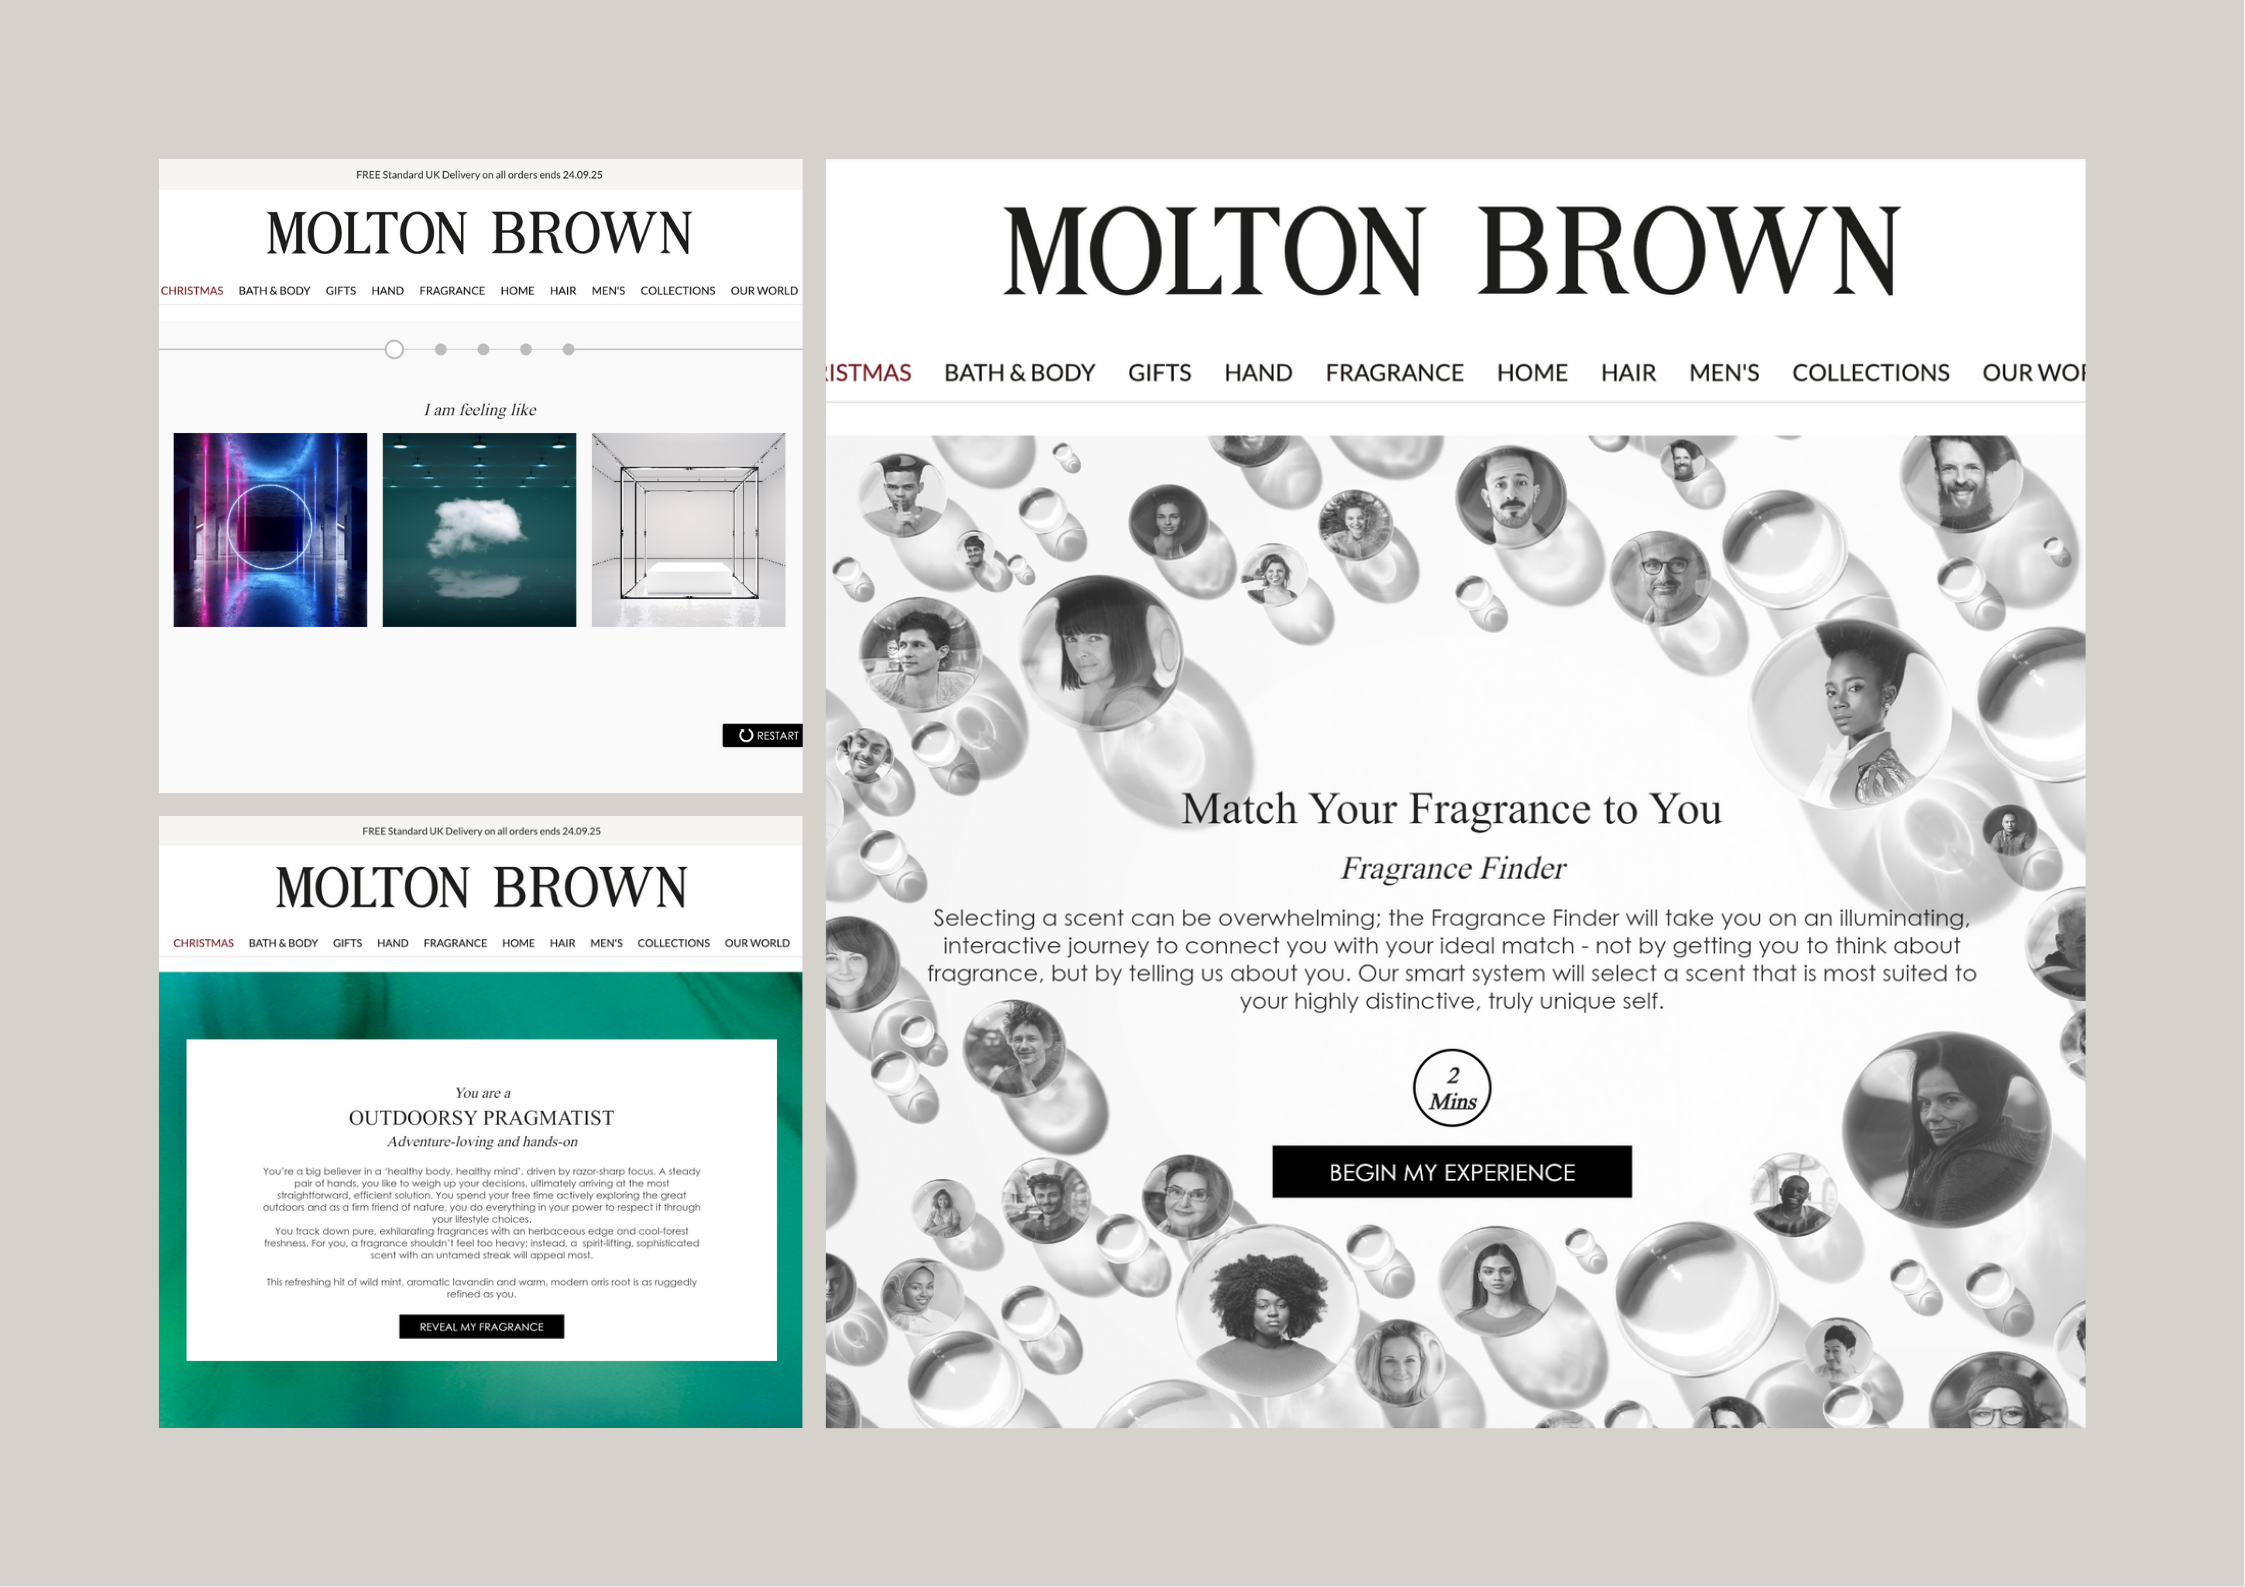 FREE Standard UK Delivery on all orders ends 24.09.25
MOLTON BROWN
CHRISTMAS BATH & BODY GIFTS HAND FRAGRANCE HOME HAIR MEN'S COLLECTIONS OUR WORLD
I am feeling like
RESTART
FREE Standard UK Delivery on all orders ends 24.09.25
MOLTON BROWN
CHRISTMAS BATH & BODY GIFTS HAND FRAGRANCE HOME HAIR MEN'S COLLECTIONS OUR WORLD
You are a
OUTDOORSY PRAGMATIST
Adventure-loving and hands-on
You're a big believer in a 'healthy body, healthy mind', driven by razor-sharp focus. A steady
pair of hands, you like to weigh up your decisions, ultimately arriving at the most
straightforward, efficient solution. You spend your free time actively exploring the great
outdoors and as a firm friend of nature, you do everything in your power to respect it through
your lifestyle choices.
You track down pure, exhilarating fragrances with an herbaceous edge and cool-forest
freshness. For you, a fragrance shouldn't feel too heavy; instead, a spirit-lifting, sophisticated
scent with an untamed streak will appeal most.
This refreshing hit of wild mint, aromatic lavandin and warm, modern orris root is as ruggedly
refined as you.
REVEAL MY FRAGRANCE
MOLTON BROWN
RISTMAS BATH & BODY GIFTS HAND FRAGRANCE HOME HAIR MEN'S COLLECTIONS OUR WOR
Match Your Fragrance to You
Fragrance Finder
Selecting a scent can be overwhelming; the Fragrance Finder will take you on an illuminating,
interactive journey to connect you with your ideal match - not by getting you to think about
fragrance, but by telling us about you. Our smart system will select a scent that is most suited to
your highly distinctive, truly unique self.
2
Mins
BEGIN MY EXPERIENCE